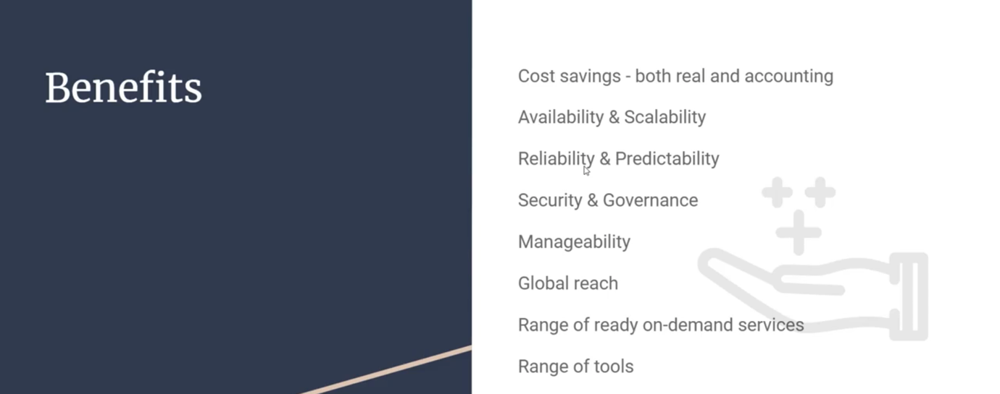 Benefits
Cost savings - both real and accounting
Availability & Scalability
Reliability & Predictability
Security & Governance
Manageability
Global reach
Range of ready on-demand services
Range of tools